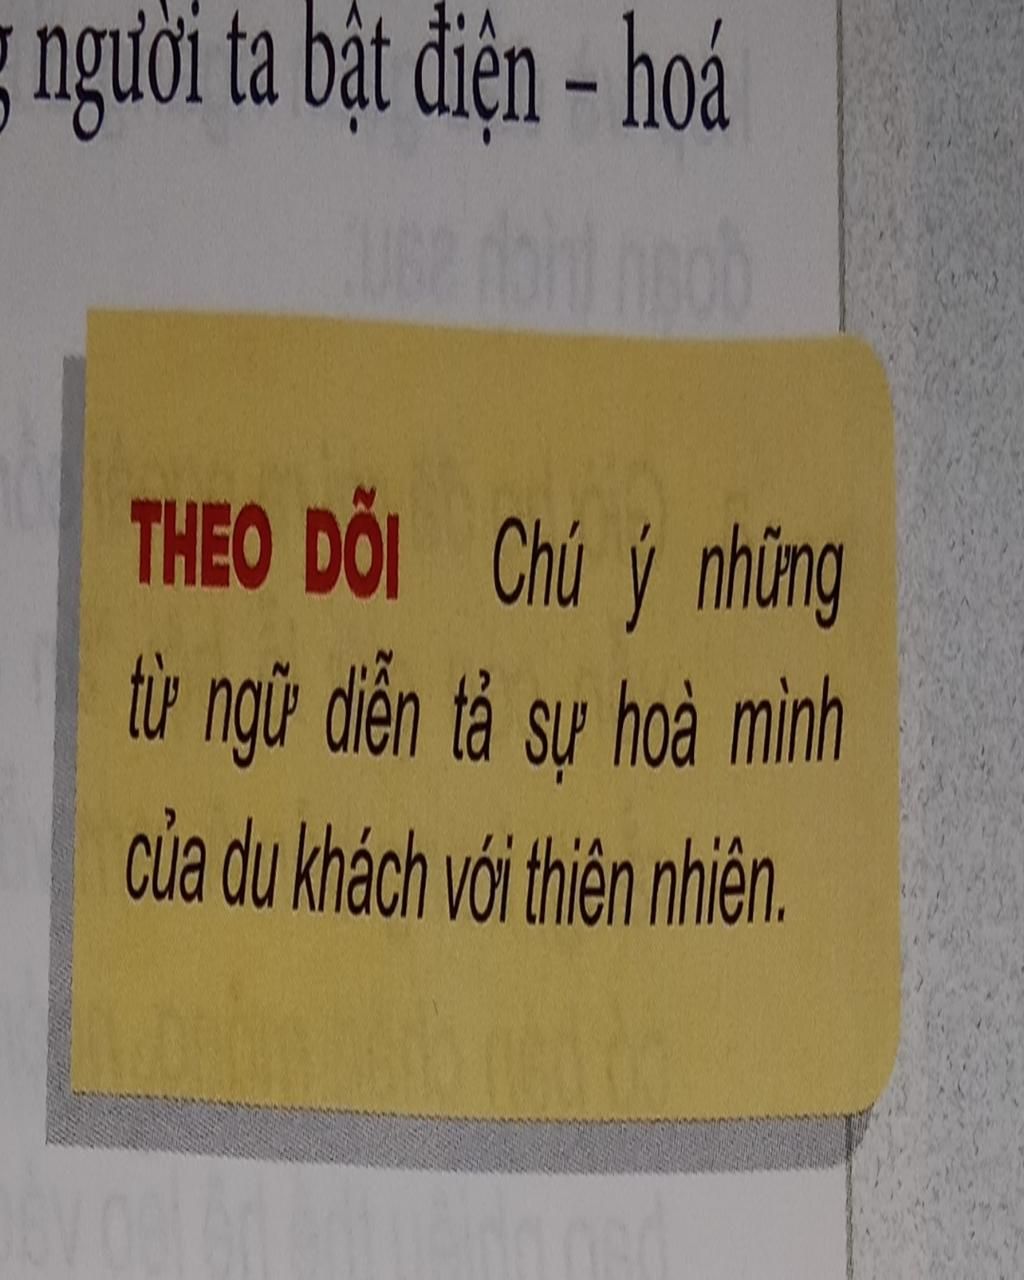 người ta bật điện – hoá
THEO DÕI Chú ý những
từ ngữ diễn tả sự hoà mình
của du khách với thiên nhiên.